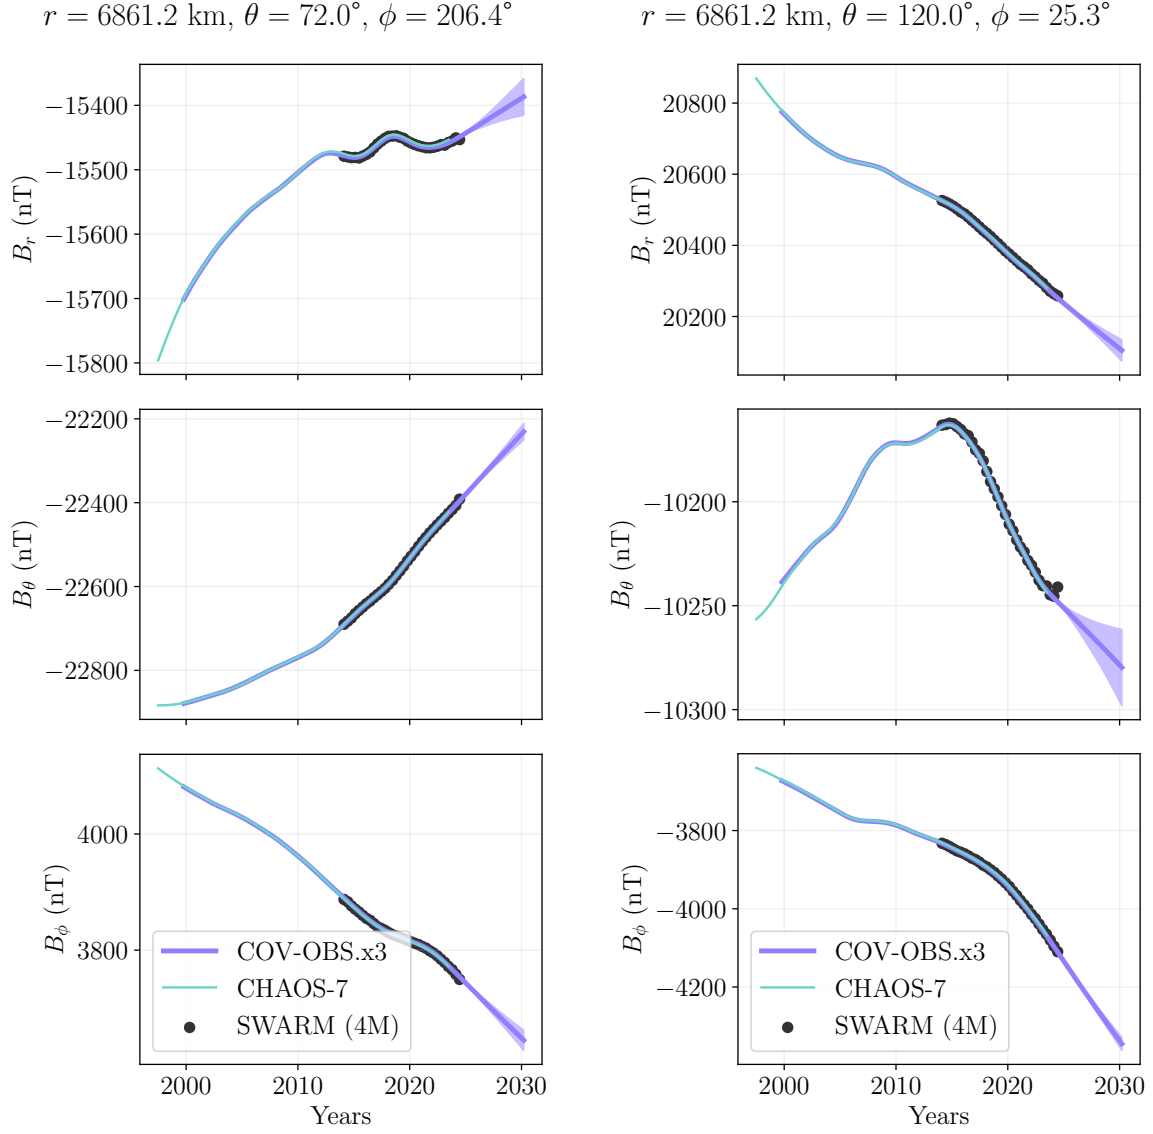 r = 6861.2 km, θ = 72.0°, ϕ = 206.4°
r = 6861.2 km, θ = 120.0°, ϕ = 25.3°
B_r (nT)
−15400
−15500
−15600
−15700
−15800
B_r (nT)
20800
20600
20400
20200
B_θ (nT)
−22200
−22400
−22600
−22800
B_θ (nT)
−10200
−10250
−10300
B_ϕ (nT)
4000
3800
COV-OBS.x3
CHAOS-7
SWARM (4M)
2000 2010 2020 2030
Years
B_ϕ (nT)
−3800
−4000
−4200
COV-OBS.x3
CHAOS-7
SWARM (4M)
2000 2010 2020 2030
Years